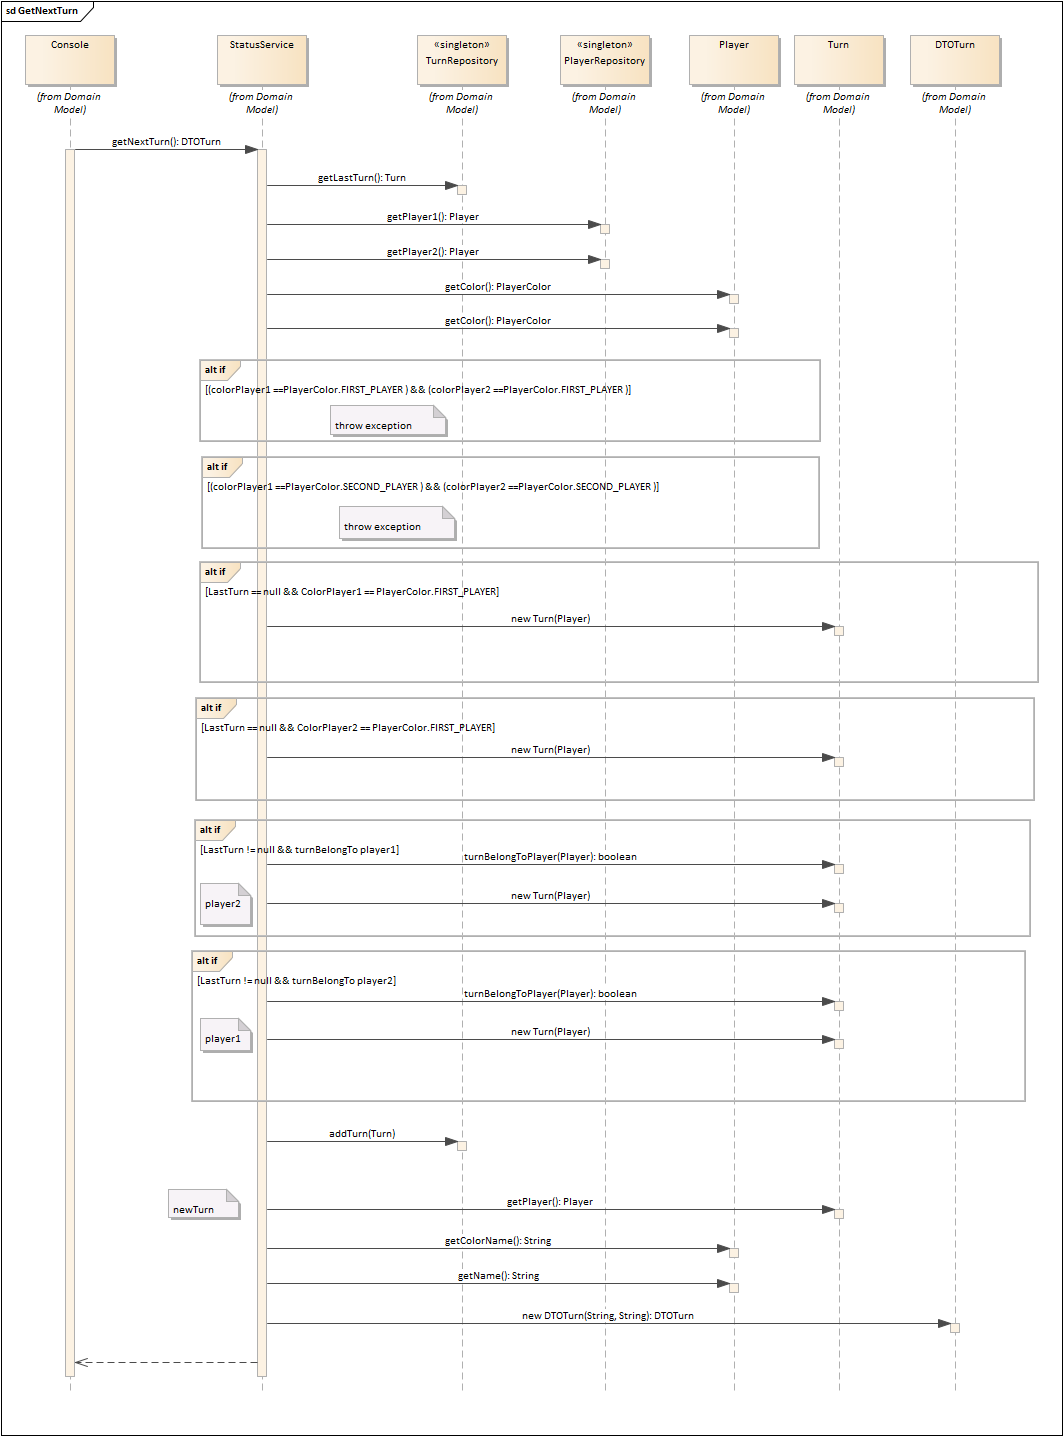 sd GetNextTurn
Console
StatusService
«singleton»
TurnRepository
«singleton»
PlayerRepository
Player
Turn
DTOTurn
(from Domain
Model)
(from Domain
Model)
(from Domain
Model)
(from Domain
Model)
(from Domain
Model)
(from Domain
Model)
(from Domain
Model)
getNextTurn(): DTOTurn
getLastTurn(): Turn
getPlayer1(): Player
getPlayer2(): Player
getColor(): PlayerColor
getColor(): PlayerColor
alt if
[(colorPlayer1 ==PlayerColor.FIRST_PLAYER ) && (colorPlayer2 ==PlayerColor.FIRST_PLAYER )]
throw exception
alt if
[(colorPlayer1 ==PlayerColor.SECOND_PLAYER ) && (colorPlayer2 ==PlayerColor.SECOND_PLAYER )]
throw exception
alt if
[LastTurn == null && ColorPlayer1 == PlayerColor.FIRST_PLAYER]
new Turn(Player)
alt if
[LastTurn == null && ColorPlayer2 == PlayerColor.FIRST_PLAYER]
new Turn(Player)
alt if
[LastTurn != null && turnBelongTo player1]
turnBelongToPlayer(Player): boolean
new Turn(Player)
player2
alt if
[LastTurn != null && turnBelongTo player2]
turnBelongToPlayer(Player): boolean
new Turn(Player)
player1
addTurn(Turn)
getPlayer(): Player
newTurn
getColorName(): String
getName(): String
new DTOTurn(String, String): DTOTurn